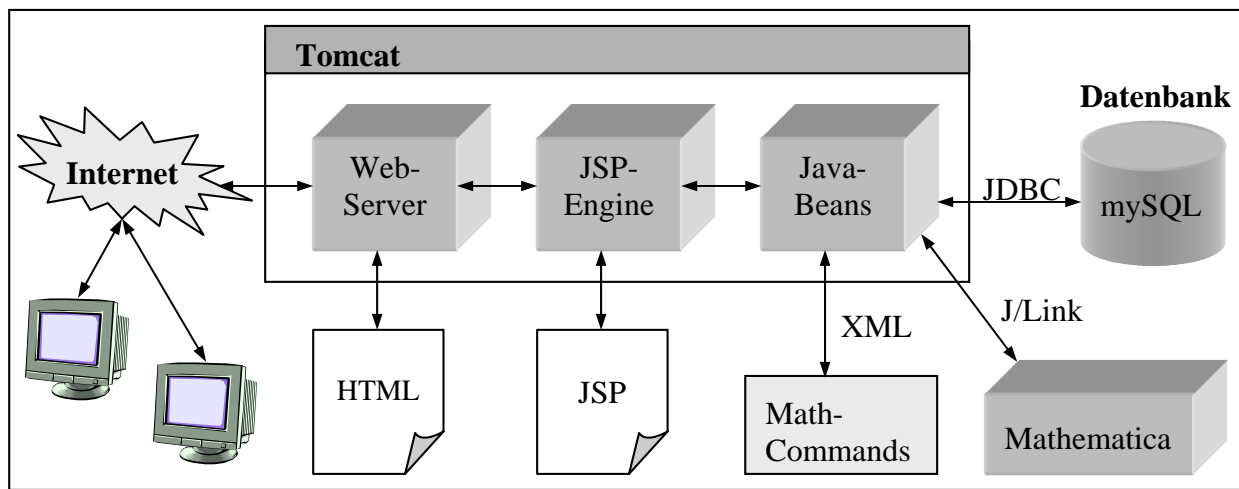 Tomcat
Datenbank
Internet
Web-
Server
JSP-
Engine
Java-
Beans
JDBC
mySQL
J/Link
XML
HTML
JSP
Math-
Commands
Mathematica